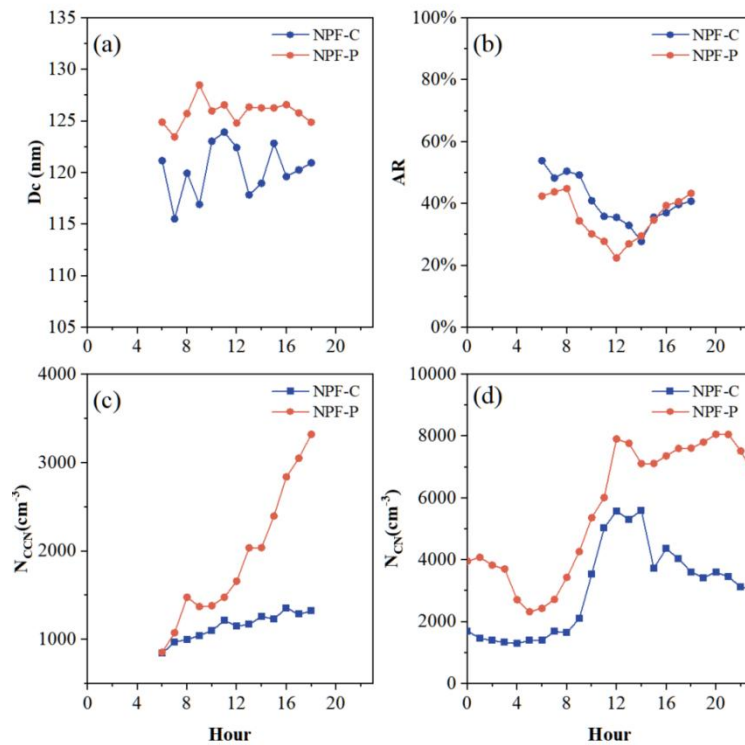 135
130
125
120
115
110
105
Dc (nm)
(a)
NPF-C
NPF-P
0 4 8 12 16 20
100%
80%
60%
40%
20%
0%
AR
(b)
NPF-C
NPF-P
0 4 8 12 16 20
4000
3000
2000
1000
N_CCN(cm⁻³)
(c)
NPF-C
NPF-P
0 4 8 12 16 20
Hour
10000
8000
6000
4000
2000
0
N_CN(cm⁻³)
(d)
NPF-C
NPF-P
0 4 8 12 16 20
Hour